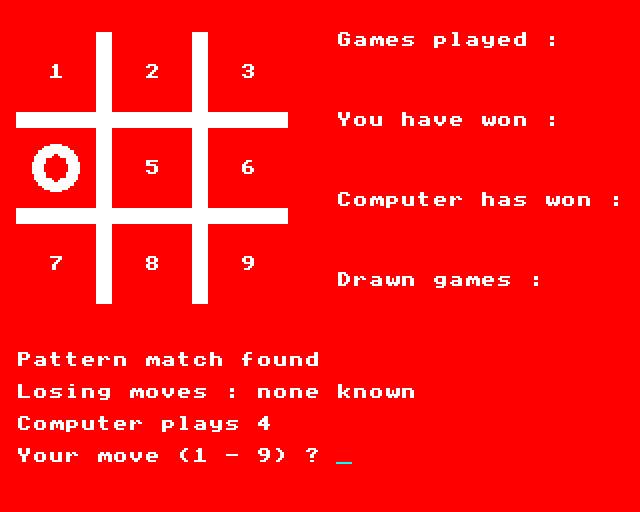 1 2 3
O 5 6
7 8 9
Games played :
You have won :
Computer has won :
Drawn games :
Pattern match found
Losing moves : none known
Computer plays 4
Your move (1 - 9) ? _